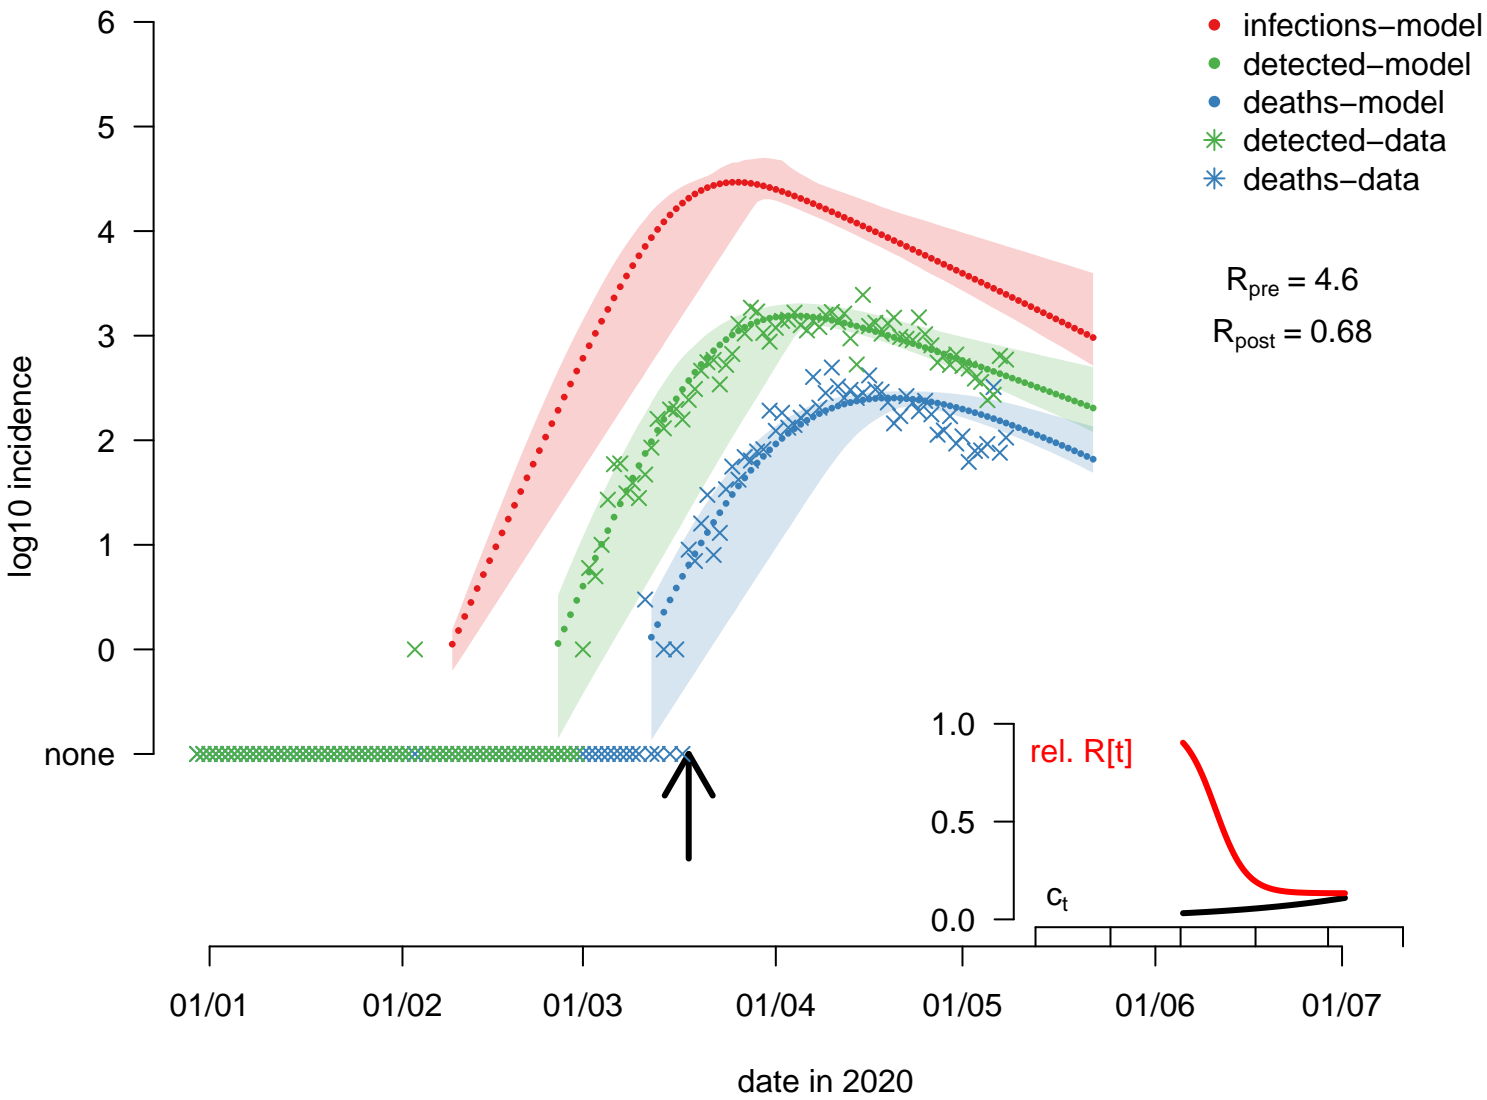 6
5
4
3
2
1
0
none
log10 incidence
infections−model
detected−model
deaths−model
detected−data
deaths−data
Rpre = 4.6
Rpost = 0.68
1.0
0.5
0.0
rel. R[t]
ct
01/01 01/02 01/03 01/04 01/05 01/06 01/07
date in 2020